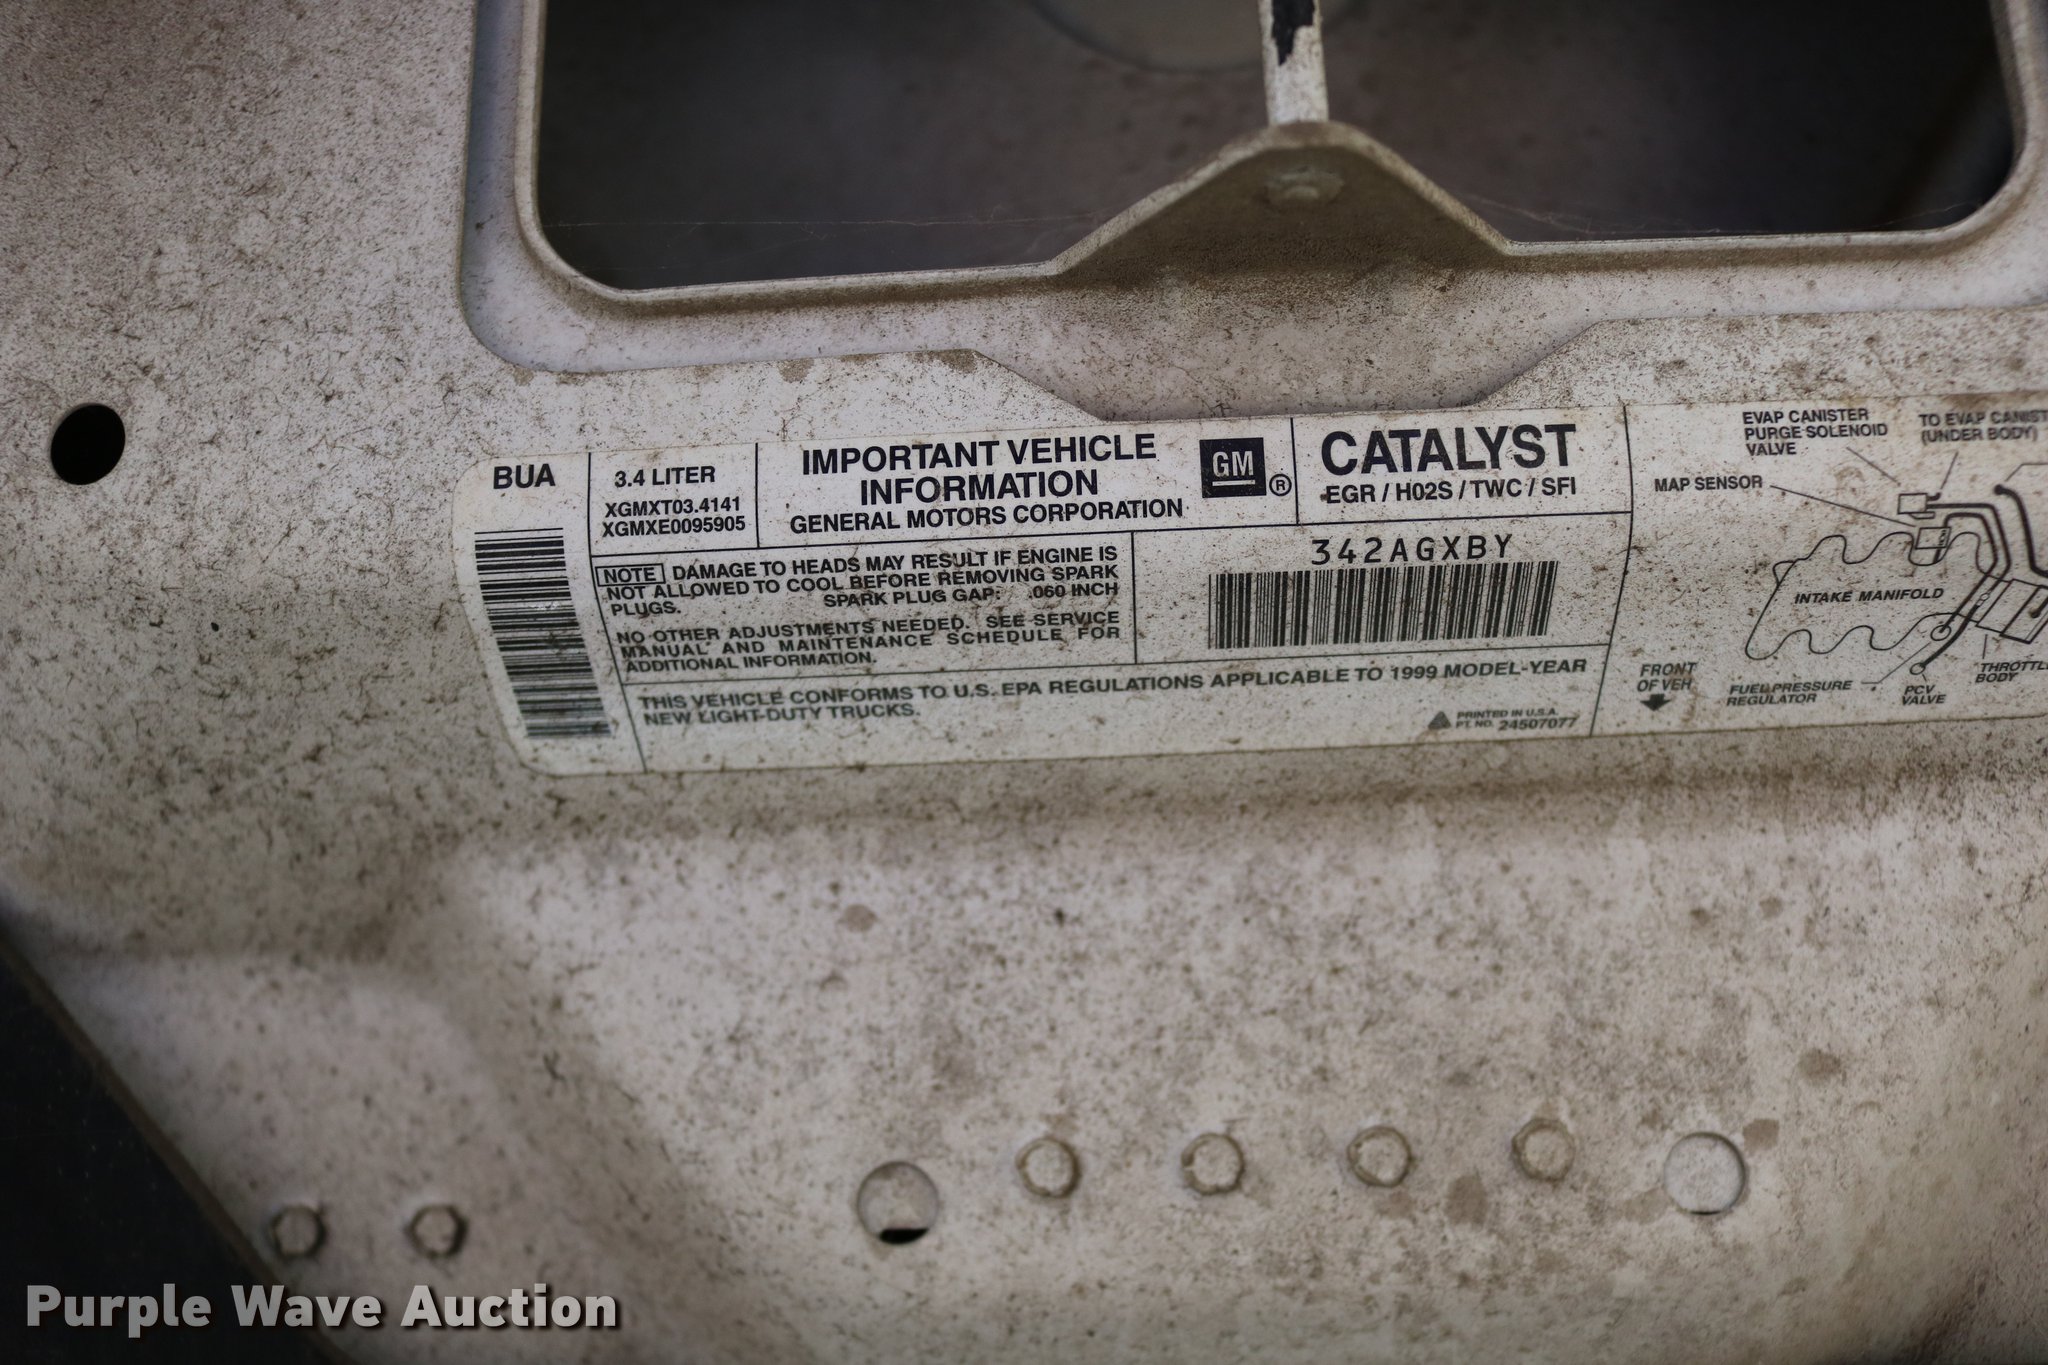 BUA
3.4 LITER
XGMXT03.4141
XGMXE0095905
IMPORTANT VEHICLE
INFORMATION
GENERAL MOTORS CORPORATION
GM
®
CATALYST
EGR / H02S / TWC / SFI
NOTE DAMAGE TO HEADS MAY RESULT IF ENGINE IS
NOT ALLOWED TO COOL BEFORE REMOVING SPARK
PLUGS. SPARK PLUG GAP: .060 INCH
NO OTHER ADJUSTMENTS NEEDED. SEE SERVICE
MANUAL AND MAINTENANCE SCHEDULE FOR
ADDITIONAL INFORMATION.
342AGXBY
THIS VEHICLE CONFORMS TO U.S. EPA REGULATIONS APPLICABLE TO 1999 MODEL-YEAR
NEW LIGHT-DUTY TRUCKS.
PRINTED IN U.S.A.
PT. NO. 24507077
EVAP CANISTER
PURGE SOLENOID
VALVE
TO EVAP CANIST
(UNDER BODY)
MAP SENSOR
INTAKE MANIFOLD
FRONT
OF VEH
FUEL PRESSURE
REGULATOR
PCV
VALVE
THROTTL
BODY
Purple Wave Auction